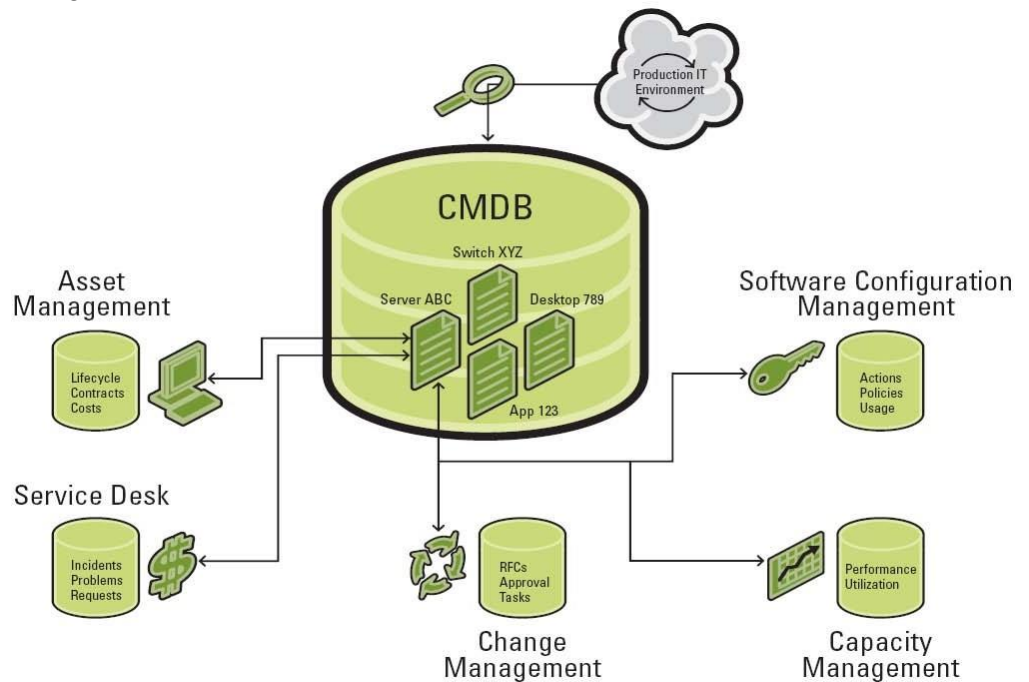 Production IT
Environment
CMDB
Switch XYZ
Server ABC
Desktop 789
App 123
Asset
Management
Lifecycle
Contracts
Costs
Software Configuration
Management
Actions
Policies
Usage
Service Desk
Incidents
Problems
Requests
RFCs
Approval
Tasks
Change
Management
Performance
Utilization
Capacity
Management